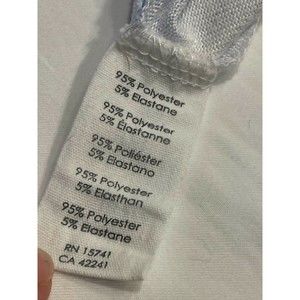 95% Polyester
5% Elastane
95% Polyester
5% Élastanne
95% Poliéster
5% Elastano
95% Polyester
5% Elasthan
95% Polyester
5% Elastane
RN 15741
CA 42241